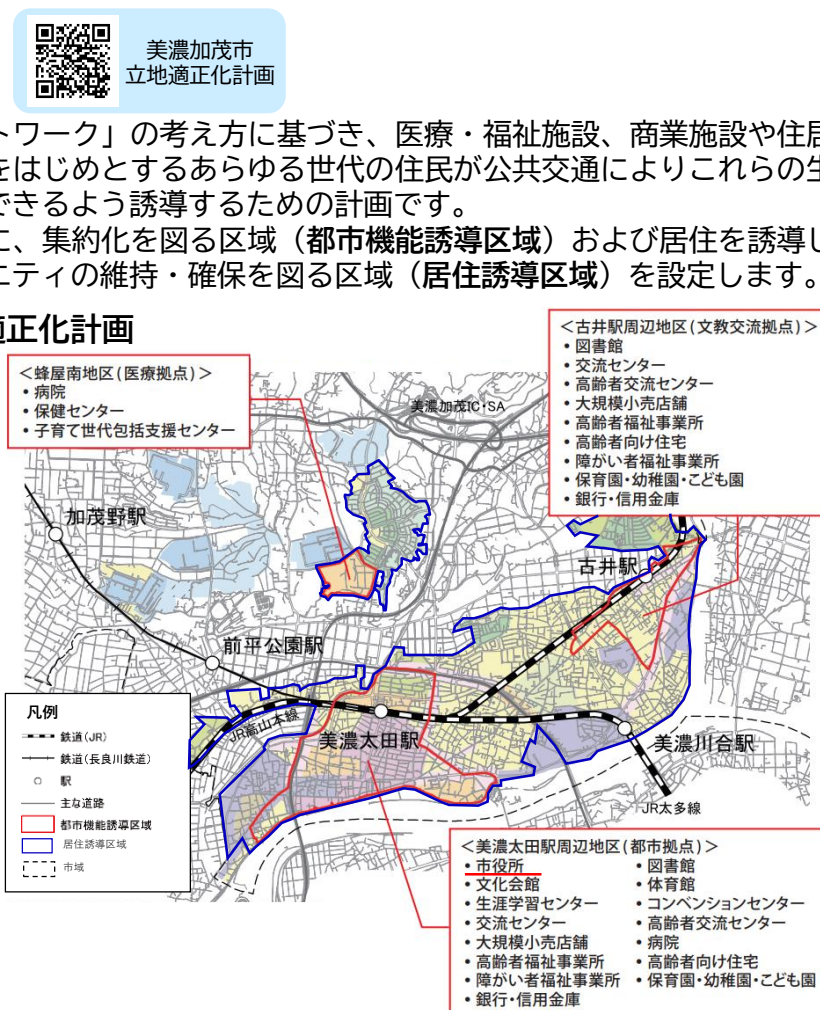 美濃加茂市
立地適正化計画
トワーク」の考え方に基づき、医療・福祉施設、商業施設や住居
をはじめとするあらゆる世代の住民が公共交通によりこれらの生
できるよう誘導するための計画です。
に、集約化を図る区域（都市機能誘導区域）および居住を誘導し
ニティの維持・確保を図る区域（居住誘導区域）を設定します。
適正化計画
＜蜂屋南地区(医療拠点)＞
• 病院
• 保健センター
• 子育て世代包括支援センター
＜古井駅周辺地区(文教交流拠点)＞
• 図書館
• 交流センター
• 高齢者交流センター
• 大規模小売店舗
• 高齢者福祉事業所
• 高齢者向け住宅
• 障がい者福祉事業所
• 保育園・幼稚園・こども園
• 銀行・信用金庫
美濃加茂IC・SA
加茂野駅
古井駅
前平公園駅
JR高山本線
美濃太田駅
美濃川合駅
JR太多線
凡例
鉄道(JR)
鉄道(長良川鉄道)
駅
主な道路
都市機能誘導区域
居住誘導区域
市域
＜美濃太田駅周辺地区(都市拠点)＞
• 市役所 • 図書館
• 文化会館 • 体育館
• 生涯学習センター • コンベンションセンター
• 交流センター • 高齢者交流センター
• 大規模小売店舗 • 病院
• 高齢者福祉事業所 • 高齢者向け住宅
• 障がい者福祉事業所 • 保育園・幼稚園・こども園
• 銀行・信用金庫